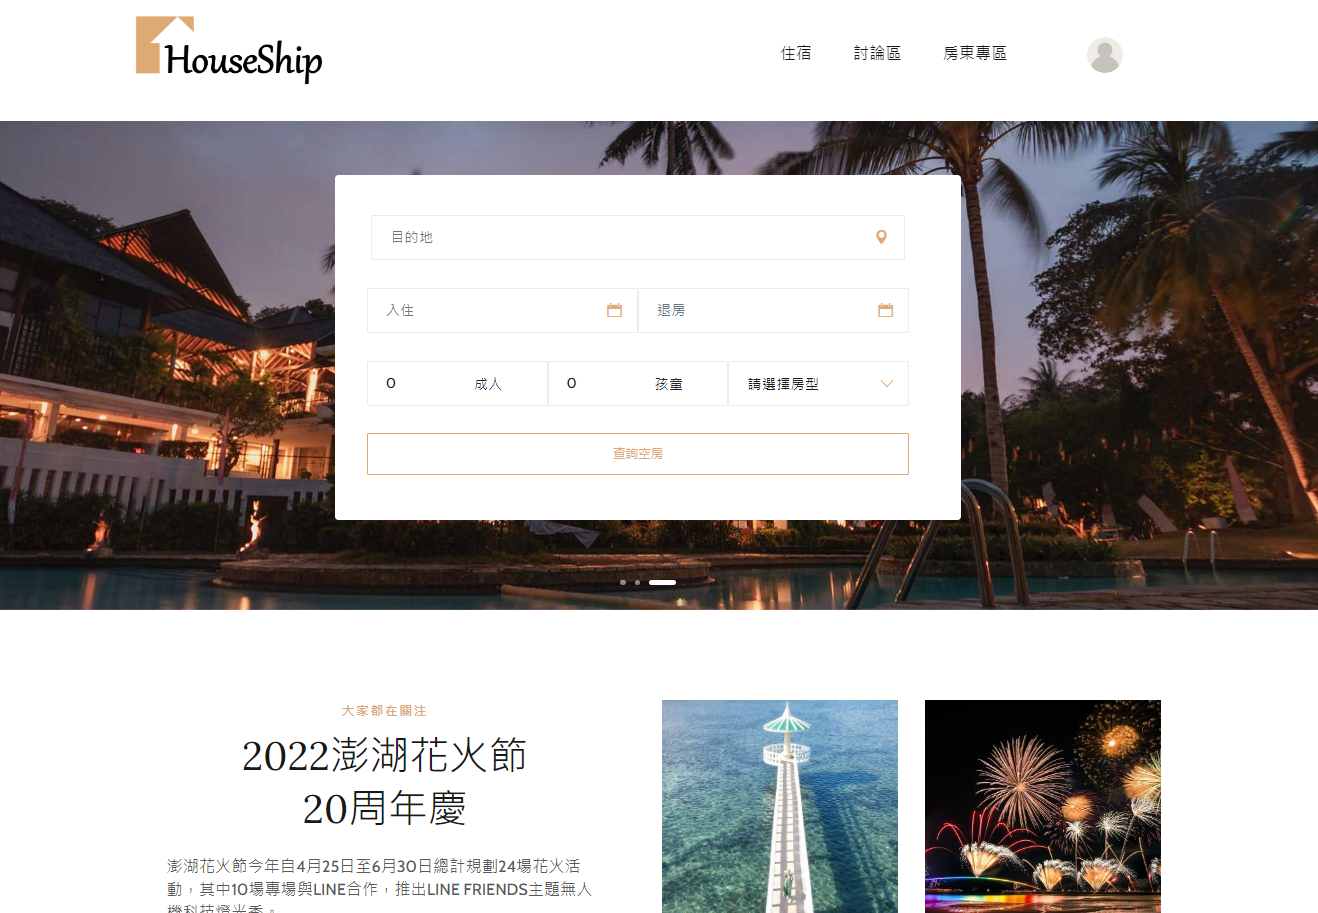 HouseShip
住宿
討論區
房東專區
目的地
入住
退房
0
成人
0
孩童
請選擇房型
查詢空房
大家都在關注
2022澎湖花火節
20周年慶
澎湖花火節今年自4月25日至6月30日總計規劃24場花火活
動，其中10場專場與LINE合作，推出LINE FRIENDS主題無人
機科技燈光秀。